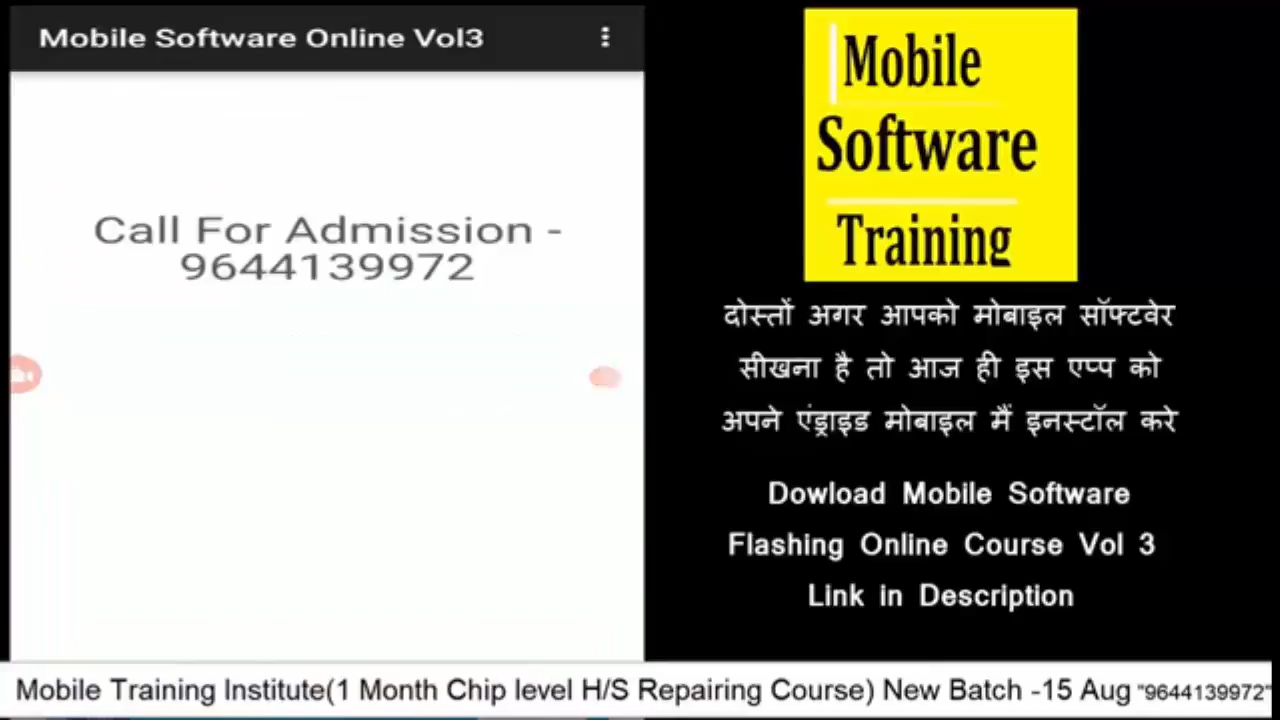 Mobile Software Online Vol3
Call For Admission -
9644139972
Mobile
Software
Training
दोस्तों अगर आपको मोबाइल सॉफ्टवेर
सीखना है तो आज ही इस एप्प को
अपने एंड्राइड मोबाइल मैं इनस्टॉल करे
Dowload Mobile Software
Flashing Online Course Vol 3
Link in Description
Mobile Training Institute(1 Month Chip level H/S Repairing Course) New Batch -15 Aug "9644139972"